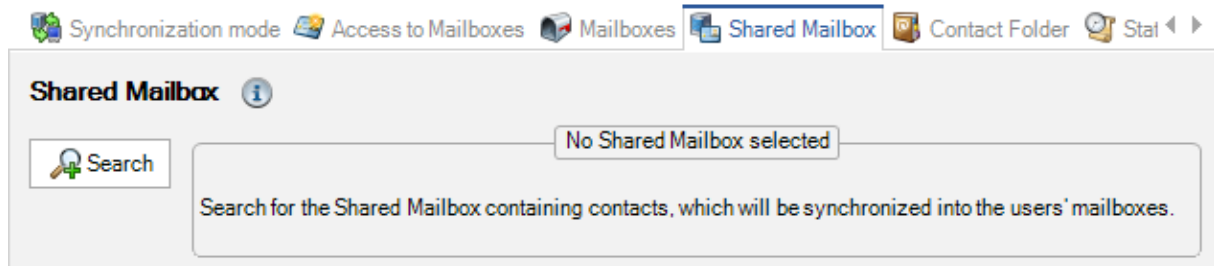 Synchronization mode Access to Mailboxes Mailboxes Shared Mailbox Contact Folder Stat
Shared Mailbox
No Shared Mailbox selected
Search
Search for the Shared Mailbox containing contacts, which will be synchronized into the users' mailboxes.